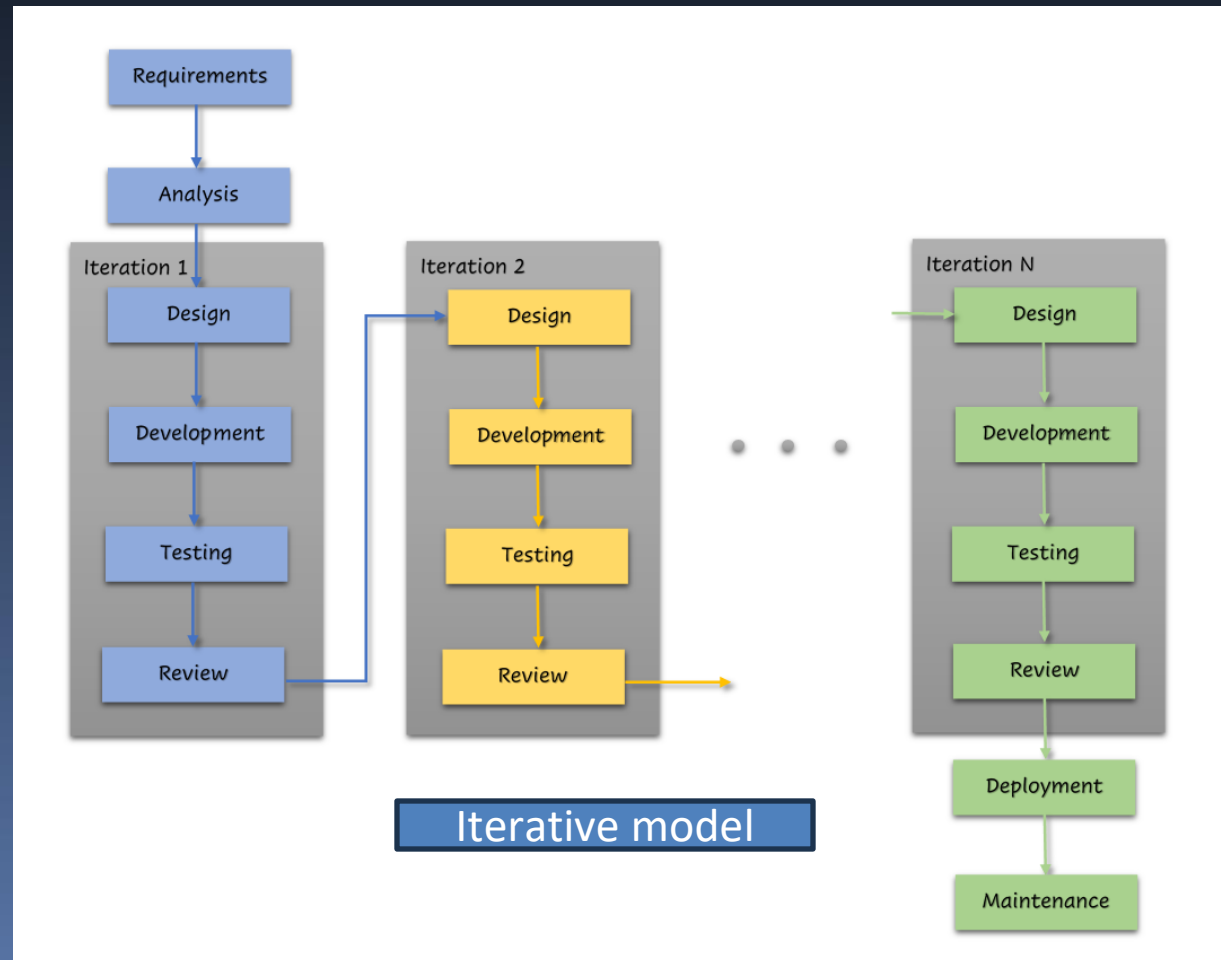 Requirements
Analysis
Iteration 1
Design
Development
Testing
Review
Iteration 2
Design
Development
Testing
Review
Iteration N
Design
Development
Testing
Review
Deployment
Maintenance
Iterative model